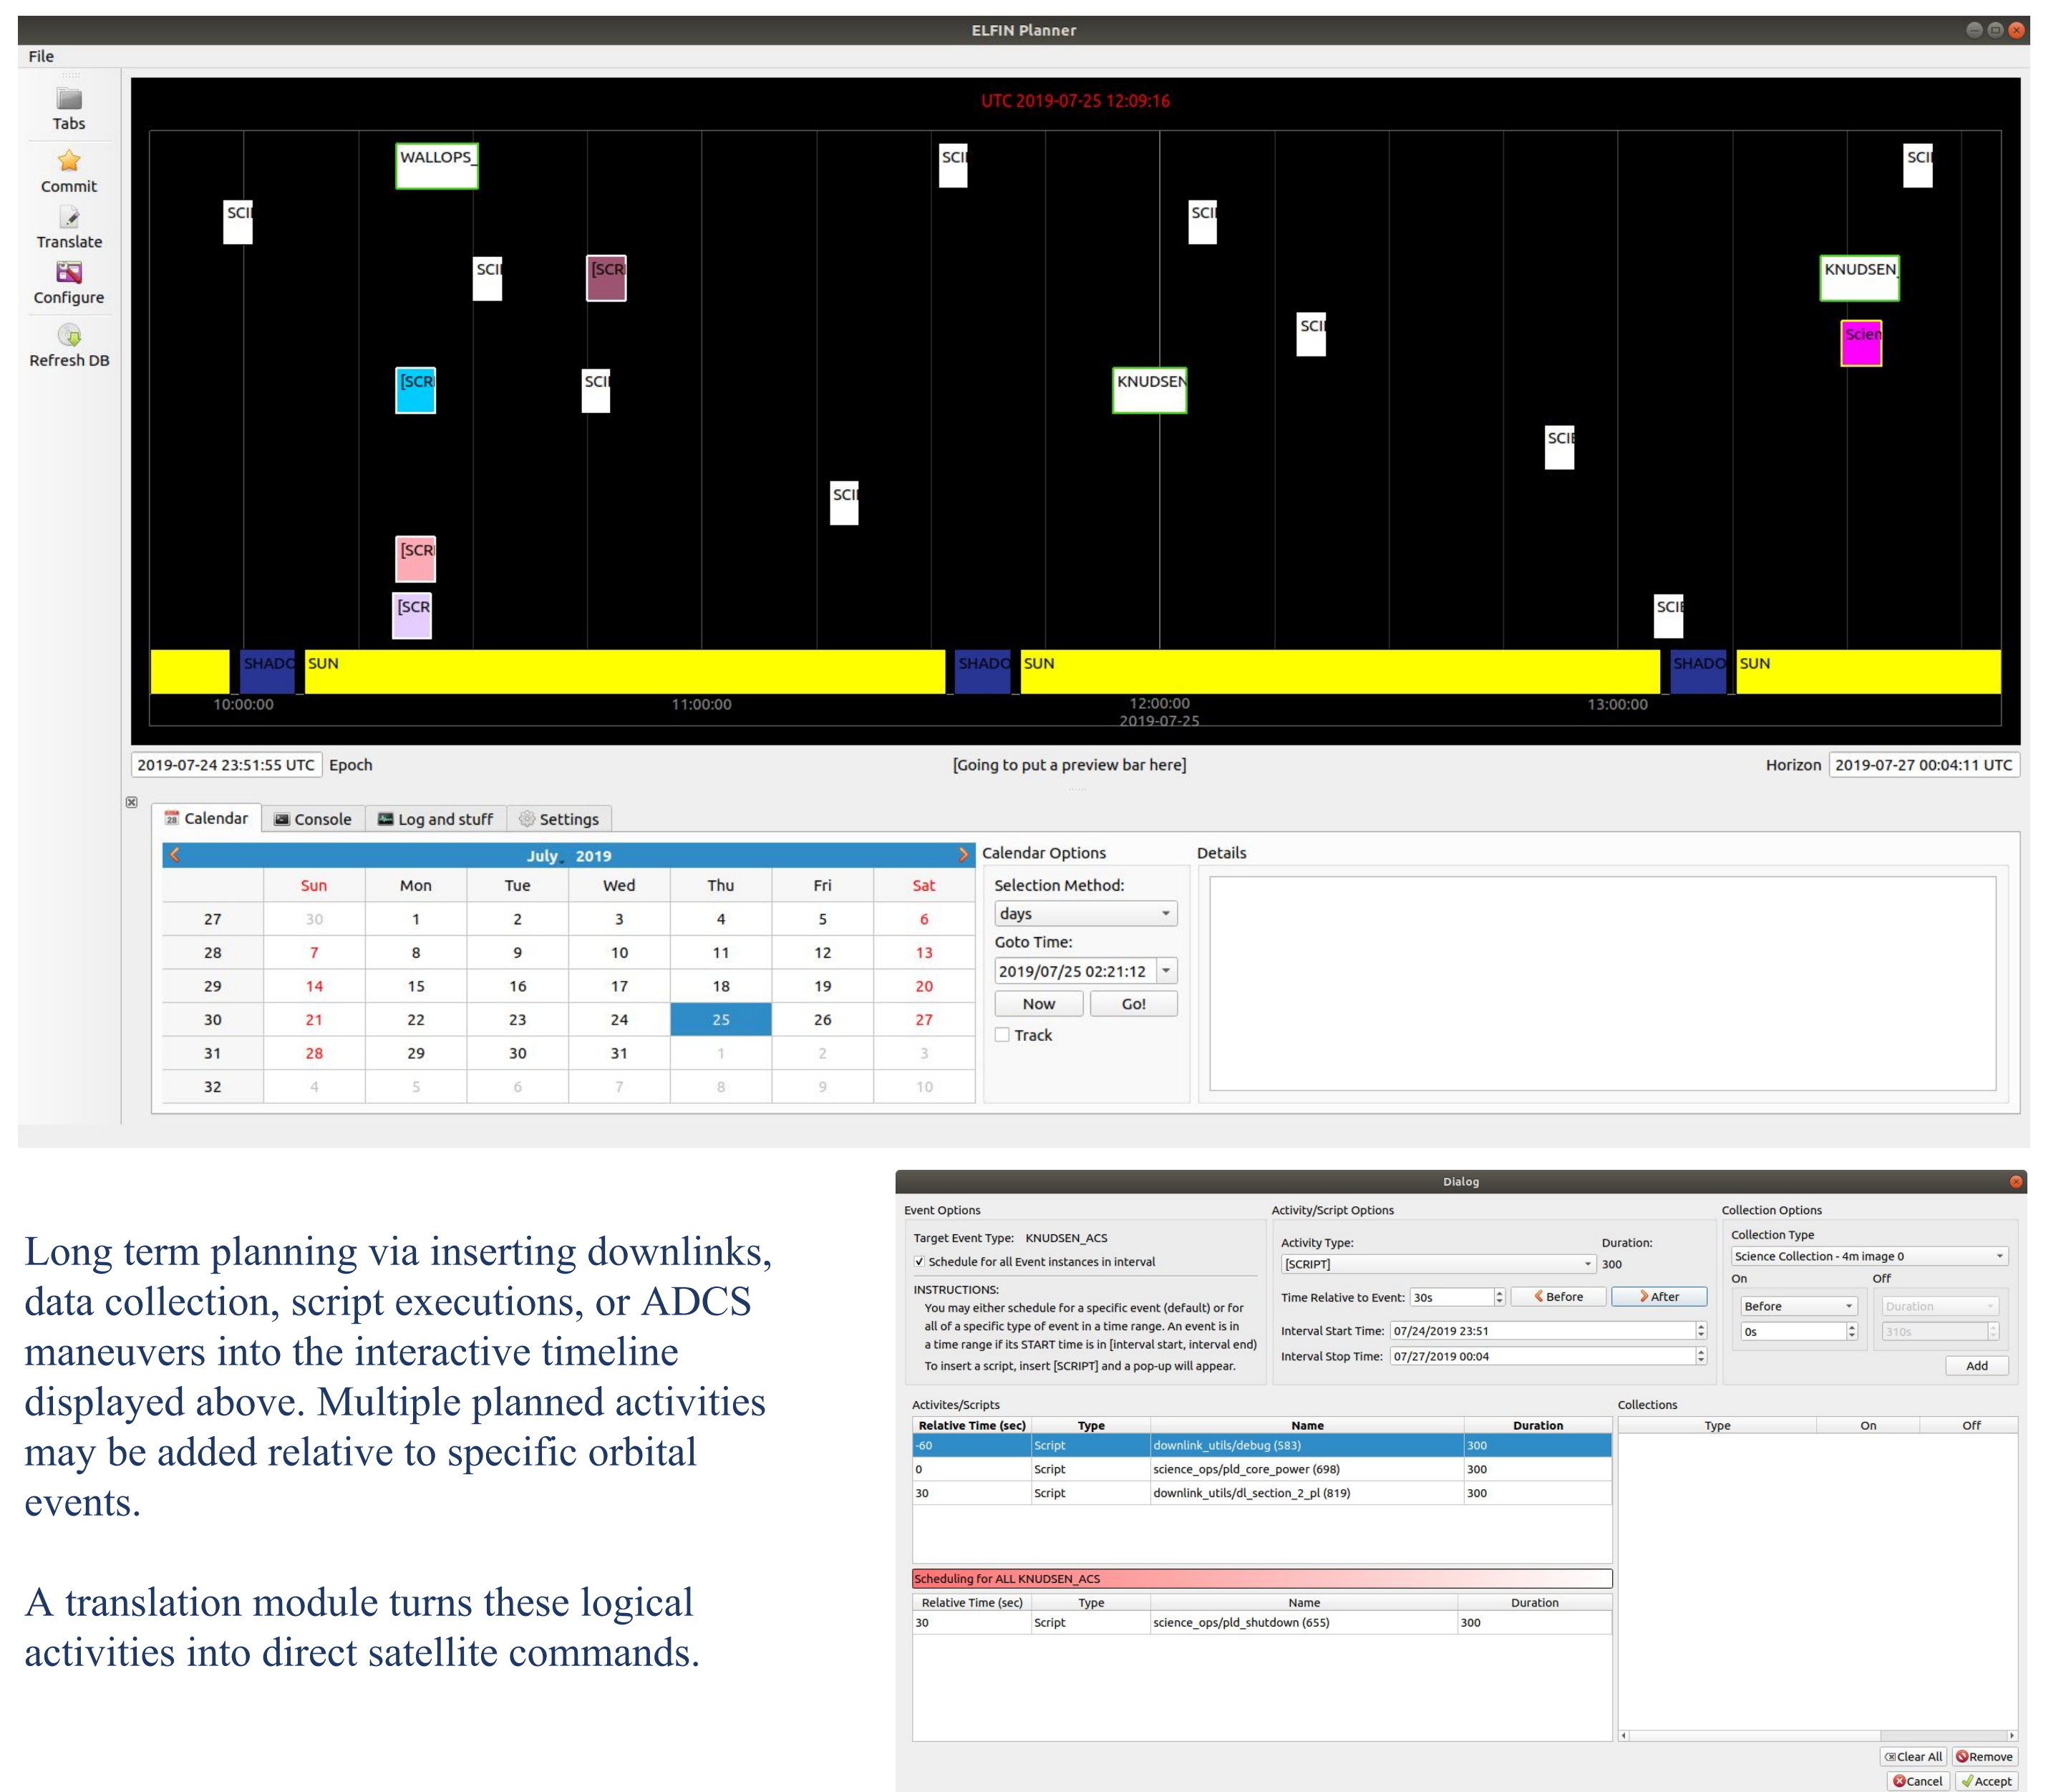 ELFIN Planner
File
Tabs
Commit
Translate
Configure
Refresh DB
UTC 2019-07-25 12:09:16
WALLOPS_ SCII SCII
SCII SCII
SCII [SCRI KNUDSEN_
SCII Scien
[SCRI SCII KNUDSEN
SCIE
SCII
[SCRI
[SCR SCIE
SHADO SUN SHADO SUN SHADO SUN
10:00:00 11:00:00 12:00:00 13:00:00
2019-07-25
2019-07-24 23:51:55 UTC Epoch [Going to put a preview bar here] Horizon 2019-07-27 00:04:11 UTC
28 Calendar Console Log and stuff Settings
July, 2019
Sun Mon Tue Wed Thu Fri Sat
27 30 1 2 3 4 5 6
28 7 8 9 10 11 12 13
29 14 15 16 17 18 19 20
30 21 22 23 24 25 26 27
31 28 29 30 31 1 2 3
32 4 5 6 7 8 9 10
Calendar Options
Selection Method:
days
Goto Time:
2019/07/25 02:21:12
Now Go!
Track
Details
Long term planning via inserting downlinks,
data collection, script executions, or ADCS
maneuvers into the interactive timeline
displayed above. Multiple planned activities
may be added relative to specific orbital
events.
A translation module turns these logical
activities into direct satellite commands.
Dialog
Event Options
Target Event Type: KNUDSEN_ACS
Schedule for all Event instances in interval
INSTRUCTIONS:
You may either schedule for a specific event (default) or for
all of a specific type of event in a time range. An event is in
a time range if its START time is in [interval start, interval end)
To insert a script, insert [SCRIPT] and a pop-up will appear.
Activity/Script Options
Activity Type: Duration:
[SCRIPT] 300
Time Relative to Event: 30s Before After
Interval Start Time: 07/24/2019 23:51
Interval Stop Time: 07/27/2019 00:04
Collection Options
Collection Type
Science Collection - 4m image 0
On Off
Before Duration
0s 310s
Add
Activites/Scripts
Relative Time (sec) Type Name Duration
-60 Script downlink_utils/debug (583) 300
0 Script science_ops/pld_core_power (698) 300
30 Script downlink_utils/dl_section_2_pl (819) 300
Scheduling for ALL KNUDSEN_ACS
Relative Time (sec) Type Name Duration
30 Script science_ops/pld_shutdown (655) 300
Collections
Type On Off
Clear All Remove
Cancel Accept